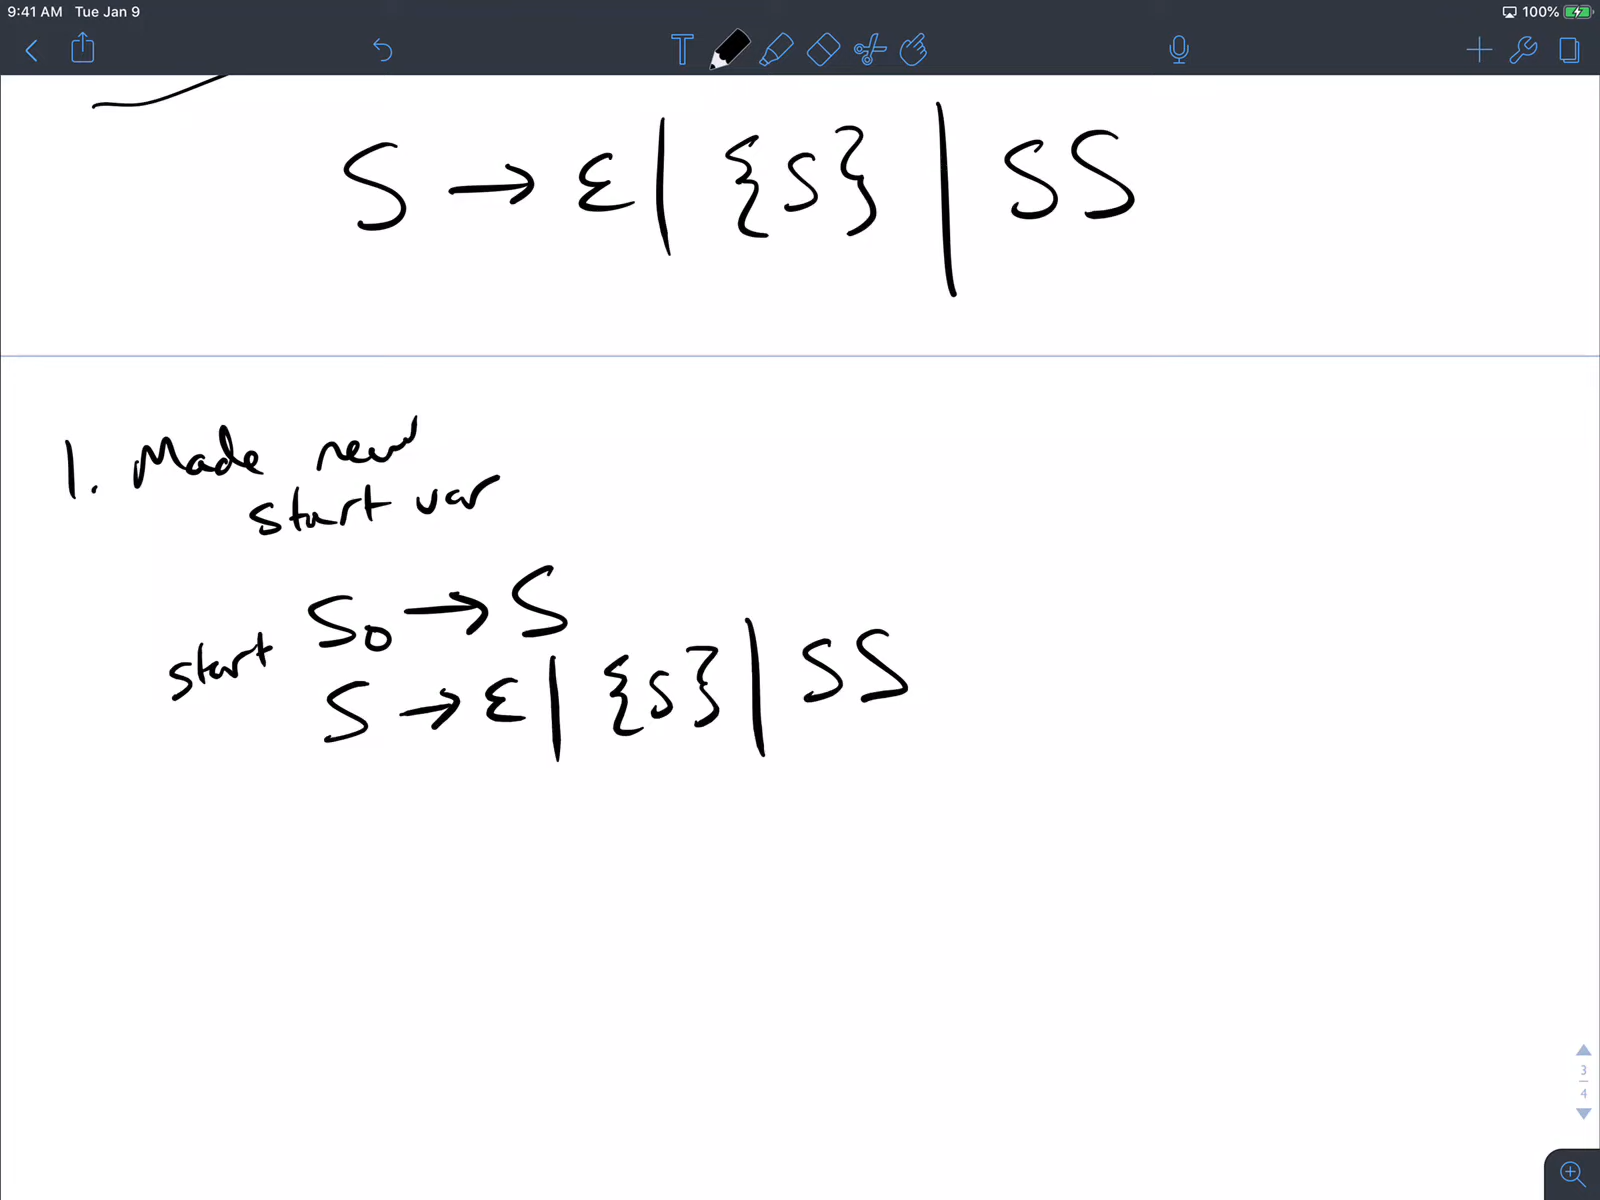 9:41 AM Tue Jan 9 100%
T
S → ε | {S} | SS
1. Made new
start var
S₀ → S
start
S → ε | {S} | SS
3
4